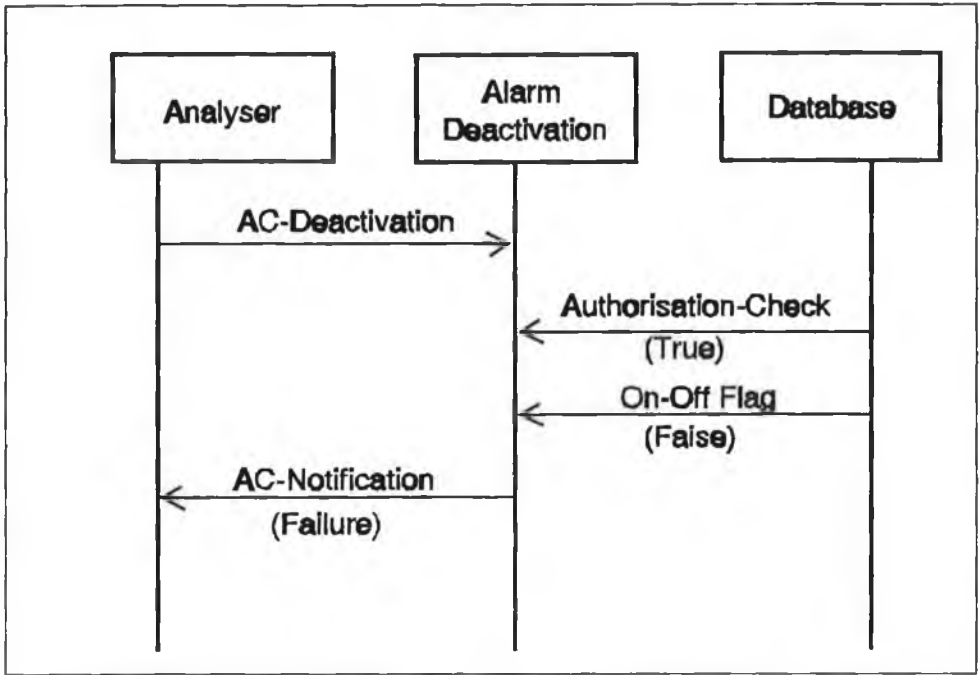 Analyser
Alarm
Deactivation
Database
AC-Deactivation
Authorisation-Check
(True)
On-Off Flag
(False)
AC-Notification
(Failure)